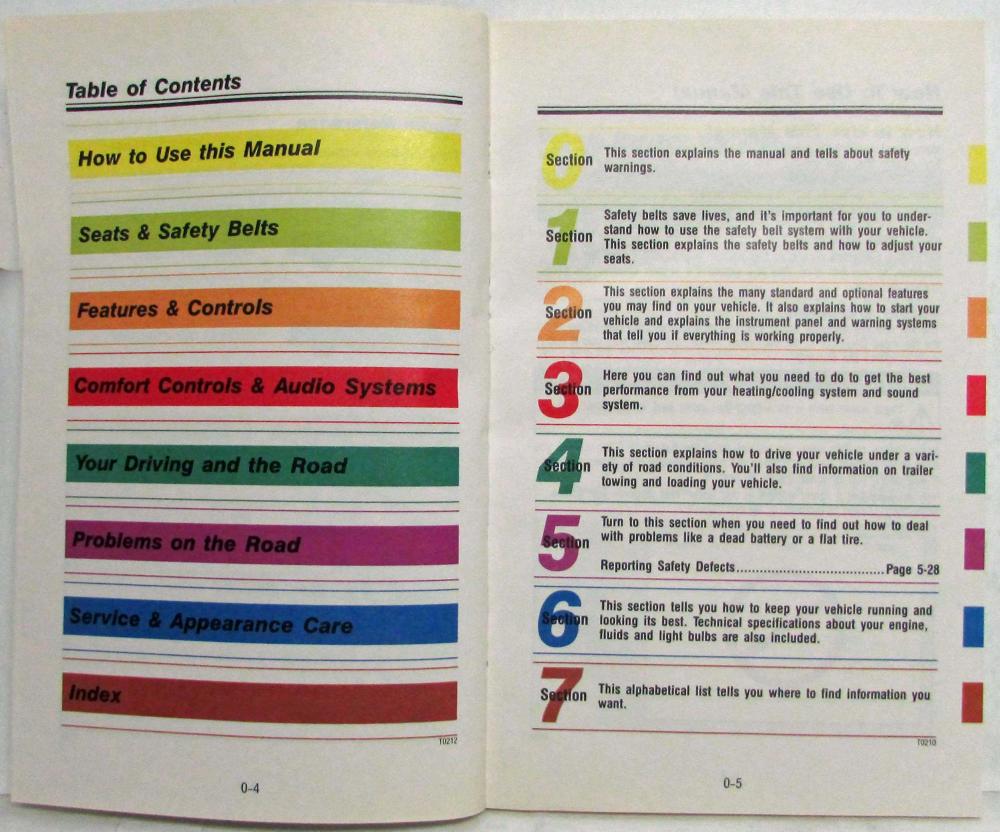 Table of Contents
How to Use this Manual
Seats & Safety Belts
Features & Controls
Comfort Controls & Audio Systems
Your Driving and the Road
Problems on the Road
Service & Appearance Care
Index
T0212
0-4
0
Section
This section explains the manual and tells about safety
warnings.
1
Section
Safety belts save lives, and it's important for you to under-
stand how to use the safety belt system with your vehicle.
This section explains the safety belts and how to adjust your
seats.
2
Section
This section explains the many standard and optional features
you may find on your vehicle. It also explains how to start your
vehicle and explains the instrument panel and warning systems
that tell you if everything is working properly.
3
Section
Here you can find out what you need to do to get the best
performance from your heating/cooling system and sound
system.
4
Section
This section explains how to drive your vehicle under a vari-
ety of road conditions. You'll also find information on trailer
towing and loading your vehicle.
5
Section
Turn to this section when you need to find out how to deal
with problems like a dead battery or a flat tire.
Reporting Safety Defects..................................Page 5-28
6
Section
This section tells you how to keep your vehicle running and
looking its best. Technical specifications about your engine,
fluids and light bulbs are also included.
7
Section
This alphabetical list tells you where to find information you
want.
T0210
0-5